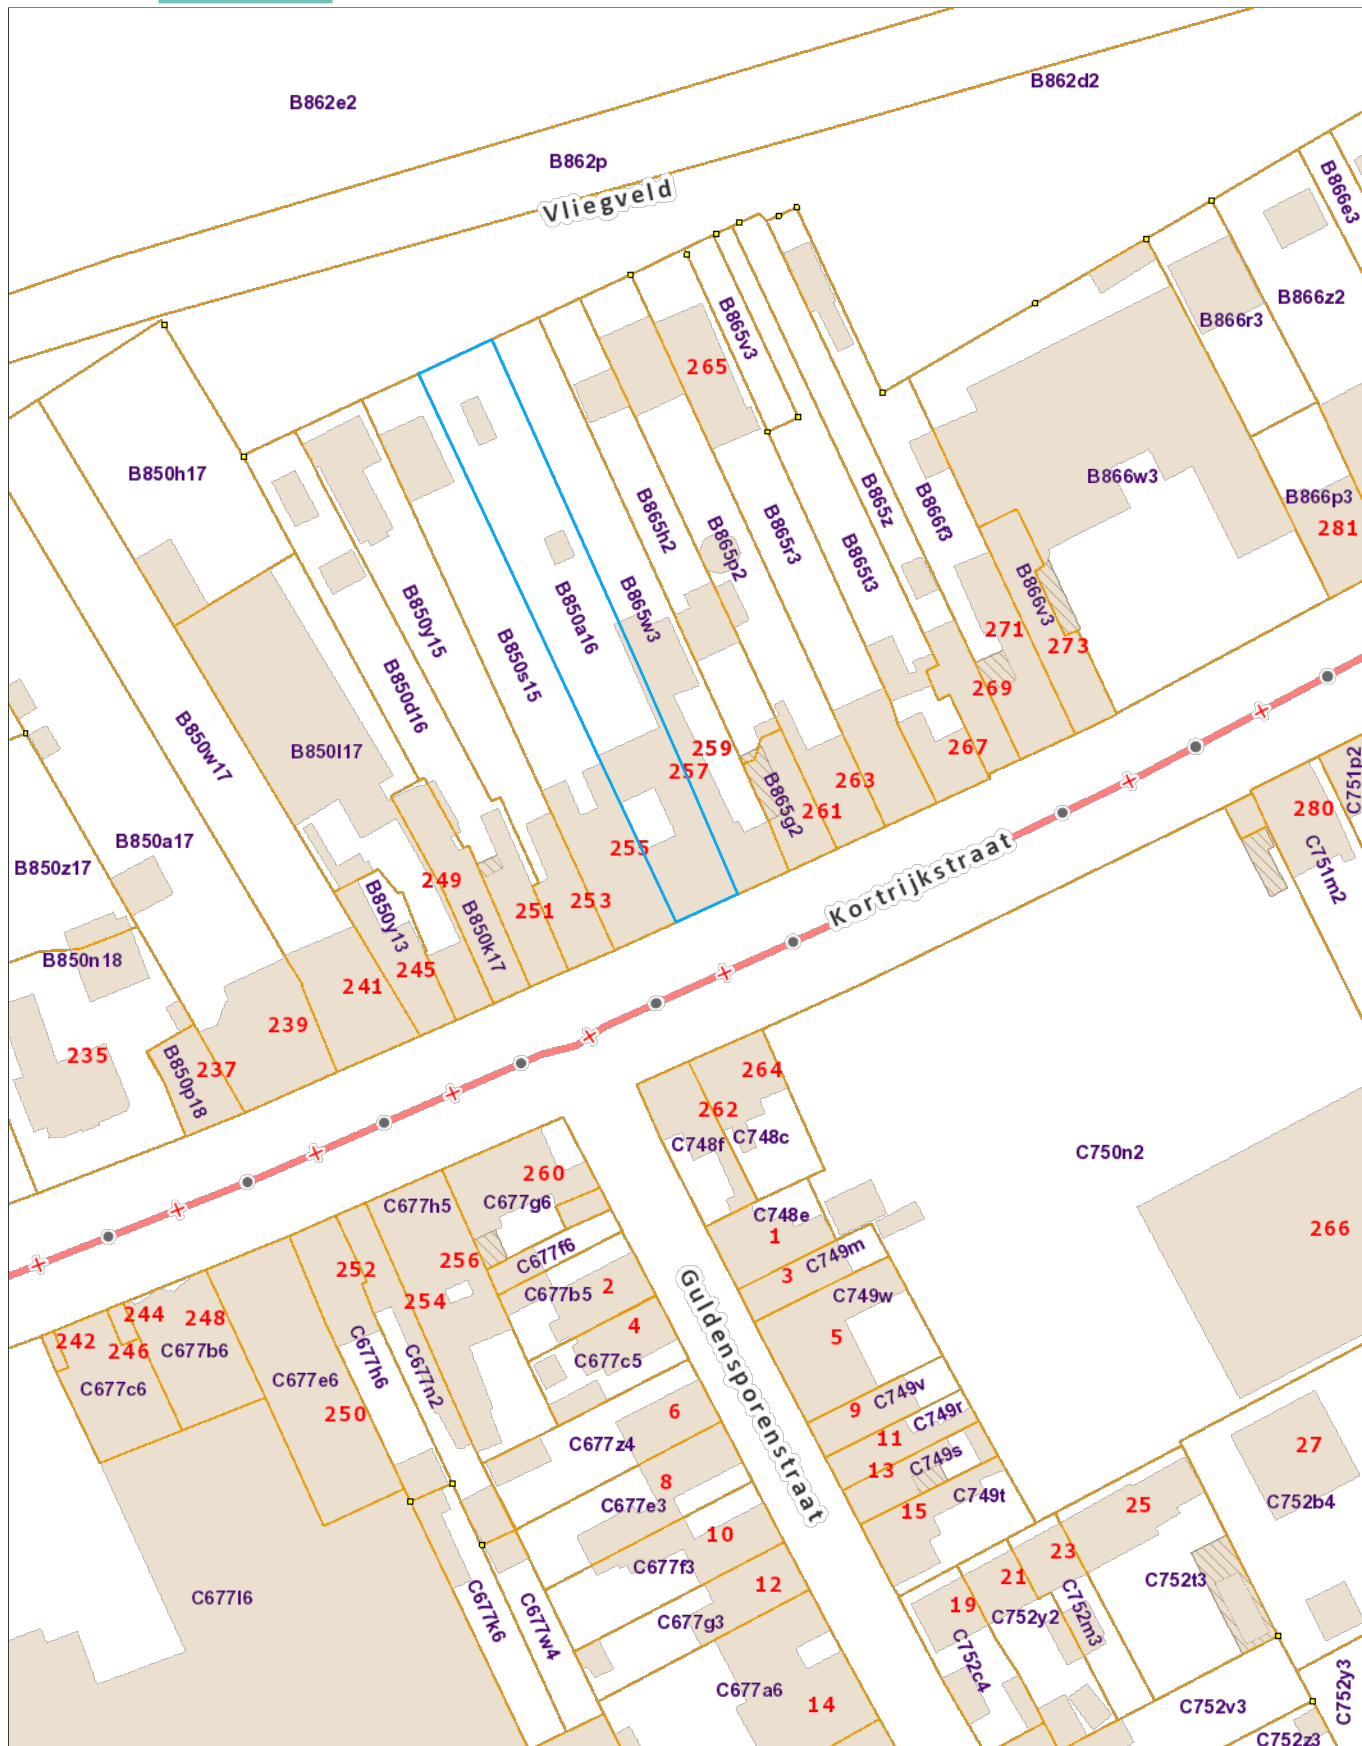 B862d2
B862e2
B862p
Vliegveld
B866e3
B866z2
B866r3
B865v3
265
B850h17
B866w3
B866p3
281
B865z
B866f3
B865h2
B865p2
B865r3
B865t3
B866v3
B850y15
B850a16
B865w3
271
273
B850s15
B850d16
269
B850w17
B850l17
259
257
267
263
261
B865g2
C751p2
280
B850a17
255
B850z17
C751m2
Kortrijkstraat
249
253
251
B850y13
B850k17
B850n18
245
241
239
235
237
B850p18
264
262
C748f
C748c
C750n2
260
C677g6
C677h5
C748e
1
266
C749m
3
256
C677f6
252
2
C677b5
C749w
254
Guldensporenstraat
244
248
4
5
242
246
C677b6
C677h6
C677c5
C677n2
C677c6
C677e6
C749v
9
250
6
C749r
11
C677z4
27
C749s
13
8
C749t
C752b4
C677e3
15
25
10
23
C677f3
21
C752t3
12
C677l6
19
C677k6
C677w4
C677g3
C752y2
C752m3
C752c4
C677a6
14
C752v3
C752y3
C752z3